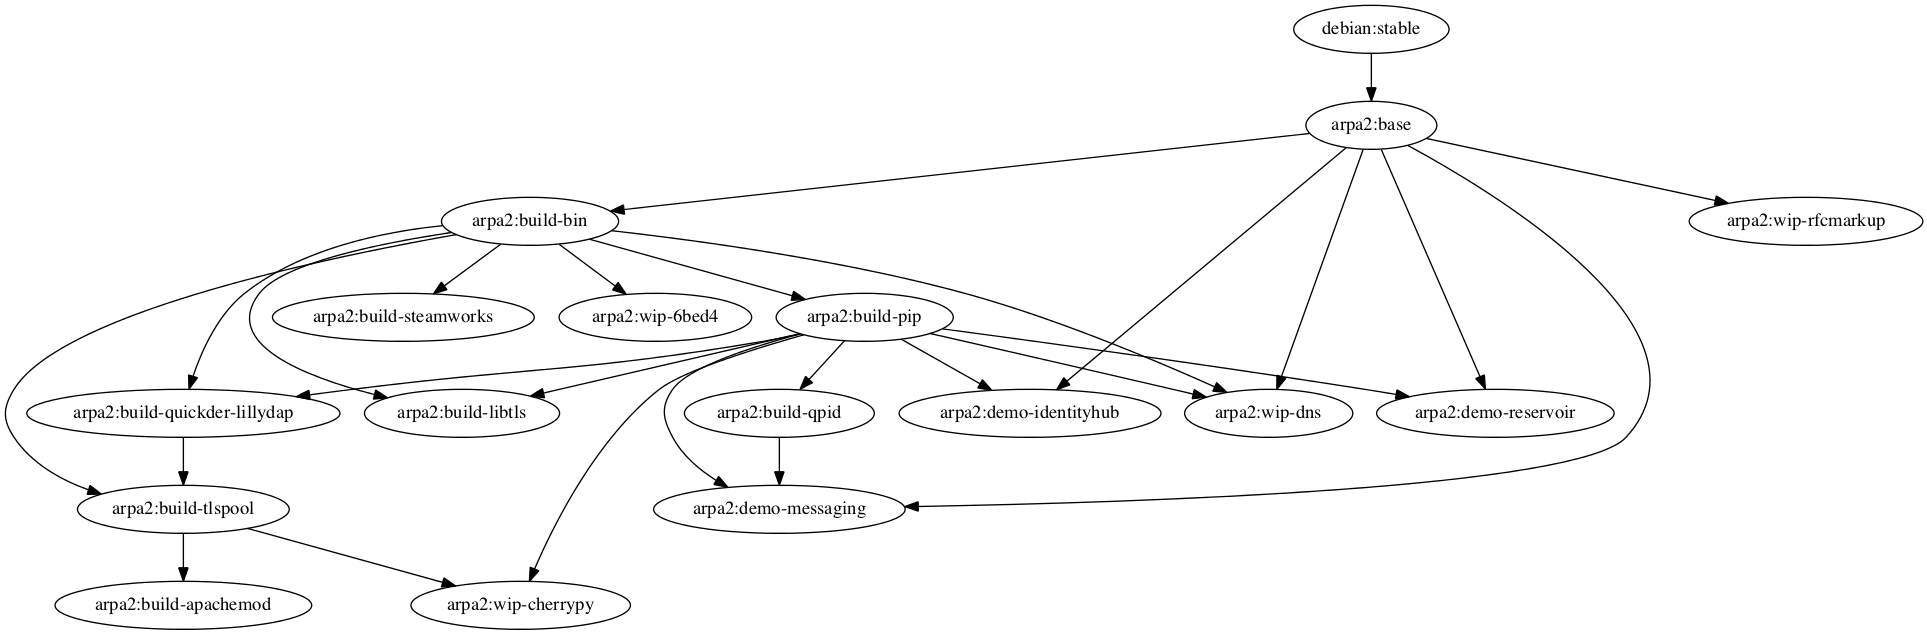 debian:stable
arpa2:base
arpa2:build-bin
arpa2:wip-rfcmarkup
arpa2:build-steamworks
arpa2:wip-6bed4
arpa2:build-pip
arpa2:build-quickder-lillydap
arpa2:build-libtls
arpa2:build-qpid
arpa2:demo-identityhub
arpa2:wip-dns
arpa2:demo-reservoir
arpa2:build-tlspool
arpa2:demo-messaging
arpa2:build-apachemod
arpa2:wip-cherrypy